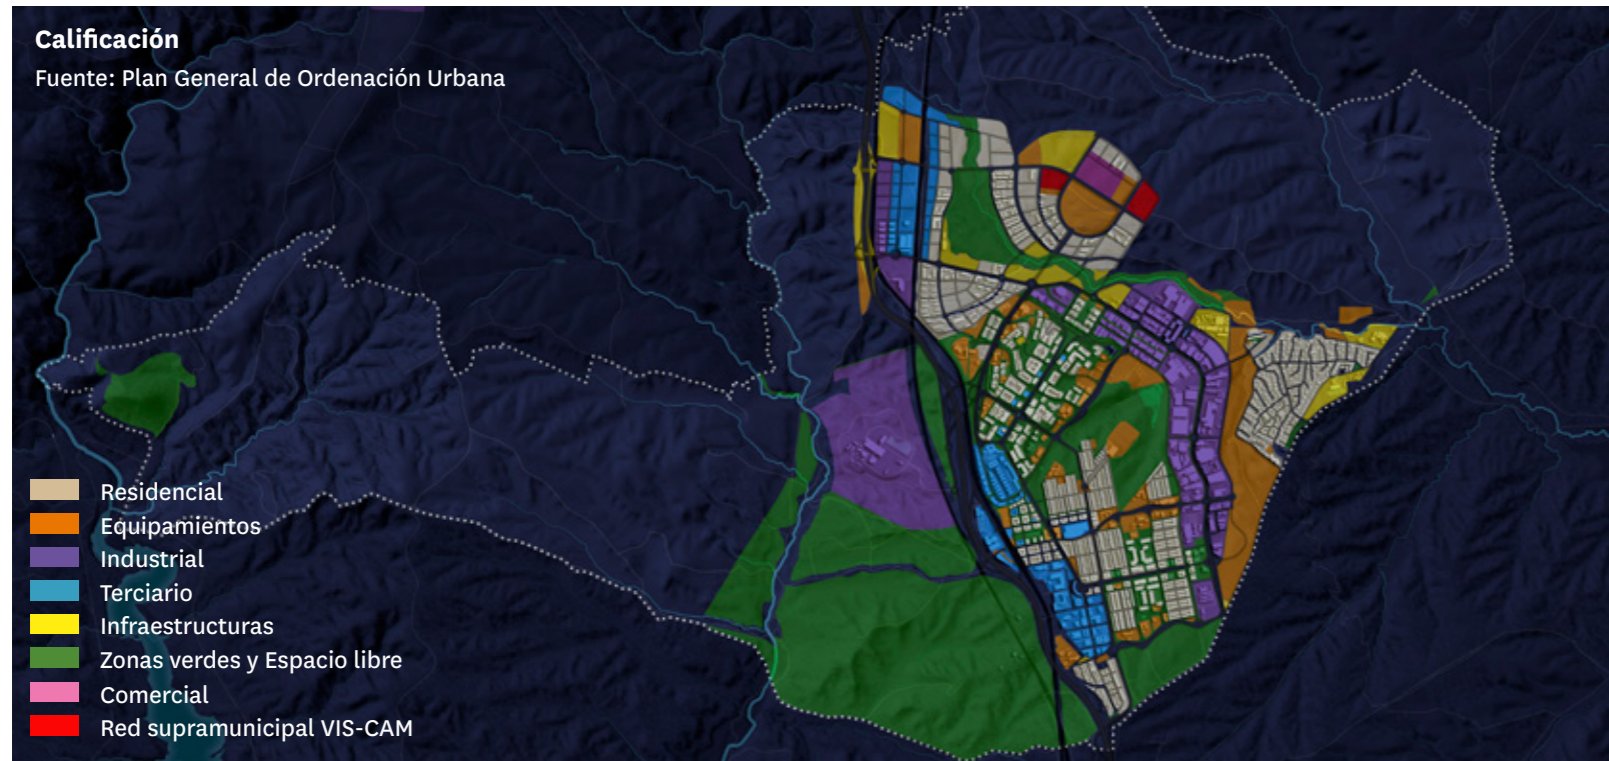 Calificación
Fuente: Plan General de Ordenación Urbana
Residencial
Equipamientos
Industrial
Terciario
Infraestructuras
Zonas verdes y Espacio libre
Comercial
Red supramunicipal VIS-CAM